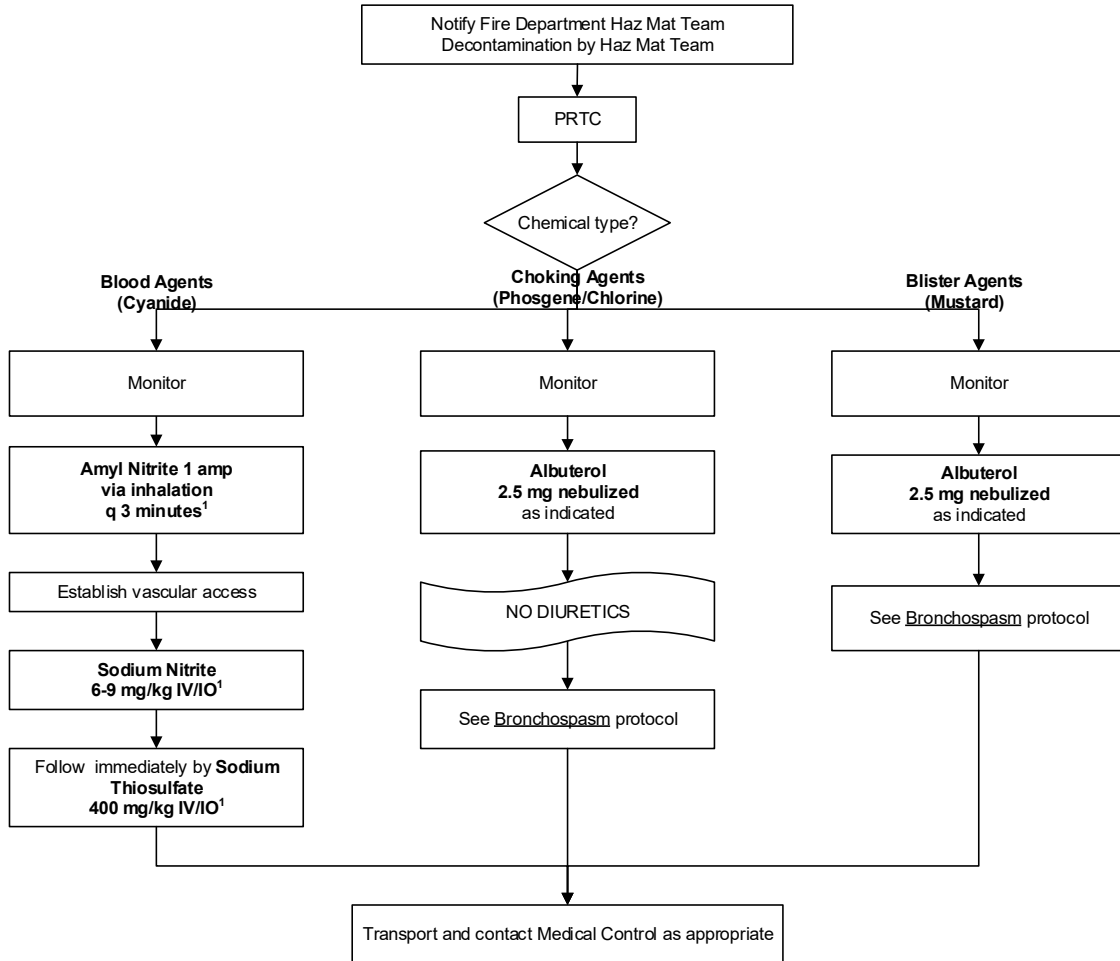 Notify Fire Department Haz Mat Team
Decontamination by Haz Mat Team
PRTC
Chemical type?
Blood Agents
(Cyanide)
Choking Agents
(Phosgene/Chlorine)
Blister Agents
(Mustard)
Monitor
Amyl Nitrite 1 amp
via inhalation
q 3 minutes¹
Establish vascular access
Sodium Nitrite
6-9 mg/kg IV/IO¹
Follow immediately by Sodium
Thiosulfate
400 mg/kg IV/IO¹
Monitor
Albuterol
2.5 mg nebulized
as indicated
NO DIURETICS
See Bronchospasm protocol
Monitor
Albuterol
2.5 mg nebulized
as indicated
See Bronchospasm protocol
Transport and contact Medical Control as appropriate